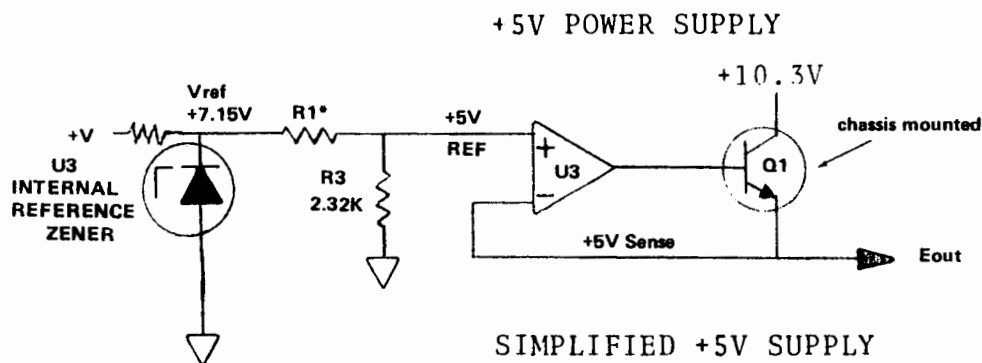 +5V POWER SUPPLY
+10.3V
Vref
+7.15V
R1*
+5V
REF
chassis mounted
+V
U3
INTERNAL
REFERENCE
ZENER
R3
2.32K
+
−
U3
Q1
+5V Sense
Eout
SIMPLIFIED +5V SUPPLY